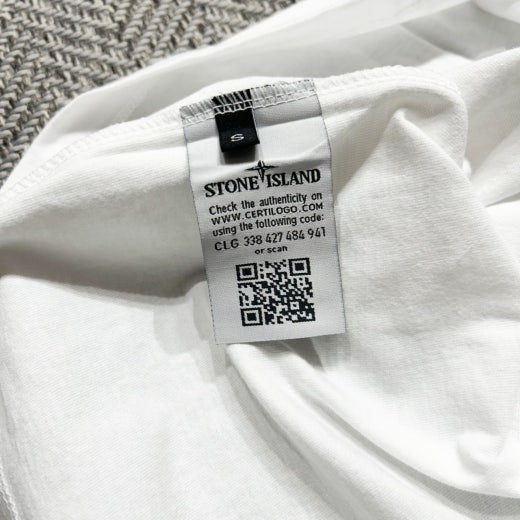 S
STONE ISLAND
Check the authenticity on
WWW.CERTILOGO.COM
using the following code:
CLG 338 427 484 941
or scan